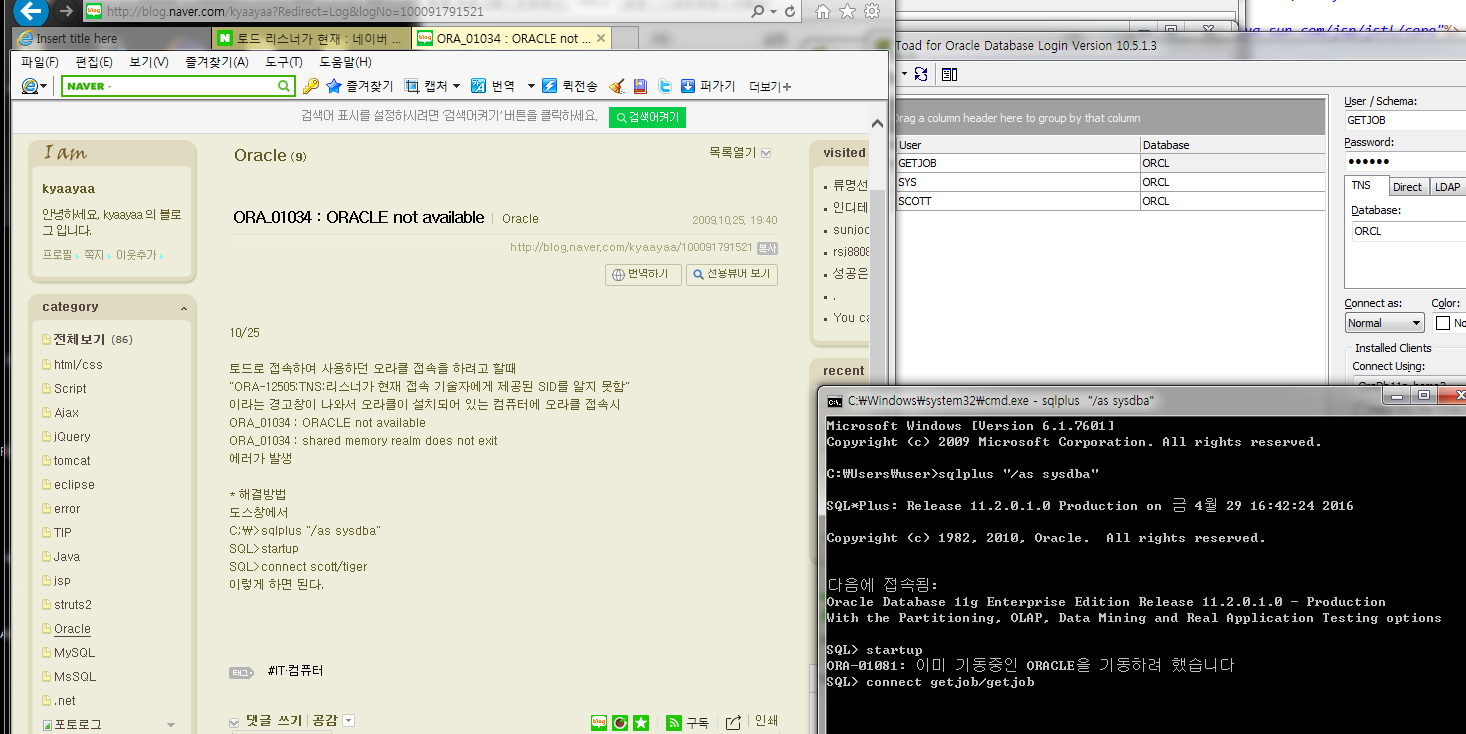 http://blog.naver.com/kyaayaa?Redirect=Log&logNo=100091791521
Insert title here
토드 리스너가 현재 : 네이버 ...
ORA_01034 : ORACLE not ...
파일(F) 편집(E) 보기(V) 즐겨찾기(A) 도구(T) 도움말(H)
NAVER
즐겨찾기 캡처 번역 퀵전송 퍼가기 더보기+
검색어 표시를 설정하시려면 '검색어켜기' 버튼을 클릭하세요.
검색어켜기
I am
kyaayaa
안녕하세요, kyaayaa 의 블로
그 입니다.
프로필 쪽지 이웃추가
category
전체보기 (86)
html/css
Script
Ajax
jQuery
tomcat
eclipse
error
TIP
Java
jsp
struts2
Oracle
MySQL
MsSQL
.net
포토로그
Oracle (9)
목록열기
ORA_01034 : ORACLE not available | Oracle
2009.10.25. 19:40
http://blog.naver.com/kyaayaa/100091791521 복사
번역하기
전용뷰어 보기
10/25
토드로 접속하여 사용하던 오라클 접속을 하려고 할때
"ORA-12505:TNS:리스너가 현재 접속 기술자에게 제공된 SID를 알지 못함"
이라는 경고창이 나와서 오라클이 설치되어 있는 컴퓨터에 오라클 접속시
ORA_01034 : ORACLE not available
ORA_01034 : shared memory realm does not exit
에러가 발생
* 해결방법
도스창에서
C:\>sqlplus "/as sysdba"
SQL>startup
SQL>connect scott/tiger
이렇게 하면 된다.
태그
#IT·컴퓨터
댓글 쓰기 공감
blog
구독
인쇄
visited
류명선
인디테
sunjoo
rsj8808
성공은
.
You ca
recent
sun.com/jsp/jstl/core"%>
Toad for Oracle Database Login Version 10.5.1.3
Drag a column header here to group by that column
User Database
GETJOB ORCL
SYS ORCL
SCOTT ORCL
User / Schema:
GETJOB
Password:
••••••
TNS Direct LDAP
Database:
ORCL
Connect as: Color:
Normal No
Installed Clients
Connect Using:
C:\Windows\system32\cmd.exe - sqlplus "/as sysdba"
Microsoft Windows [Version 6.1.7601]
Copyright (c) 2009 Microsoft Corporation. All rights reserved.
C:\Users\user>sqlplus "/as sysdba"
SQL*Plus: Release 11.2.0.1.0 Production on 금 4월 29 16:42:24 2016
Copyright (c) 1982, 2010, Oracle. All rights reserved.
다음에 접속됨:
Oracle Database 11g Enterprise Edition Release 11.2.0.1.0 - Production
With the Partitioning, OLAP, Data Mining and Real Application Testing options
SQL> startup
ORA-01081: 이미 기동중인 ORACLE을 기동하려 했습니다
SQL> connect getjob/getjob